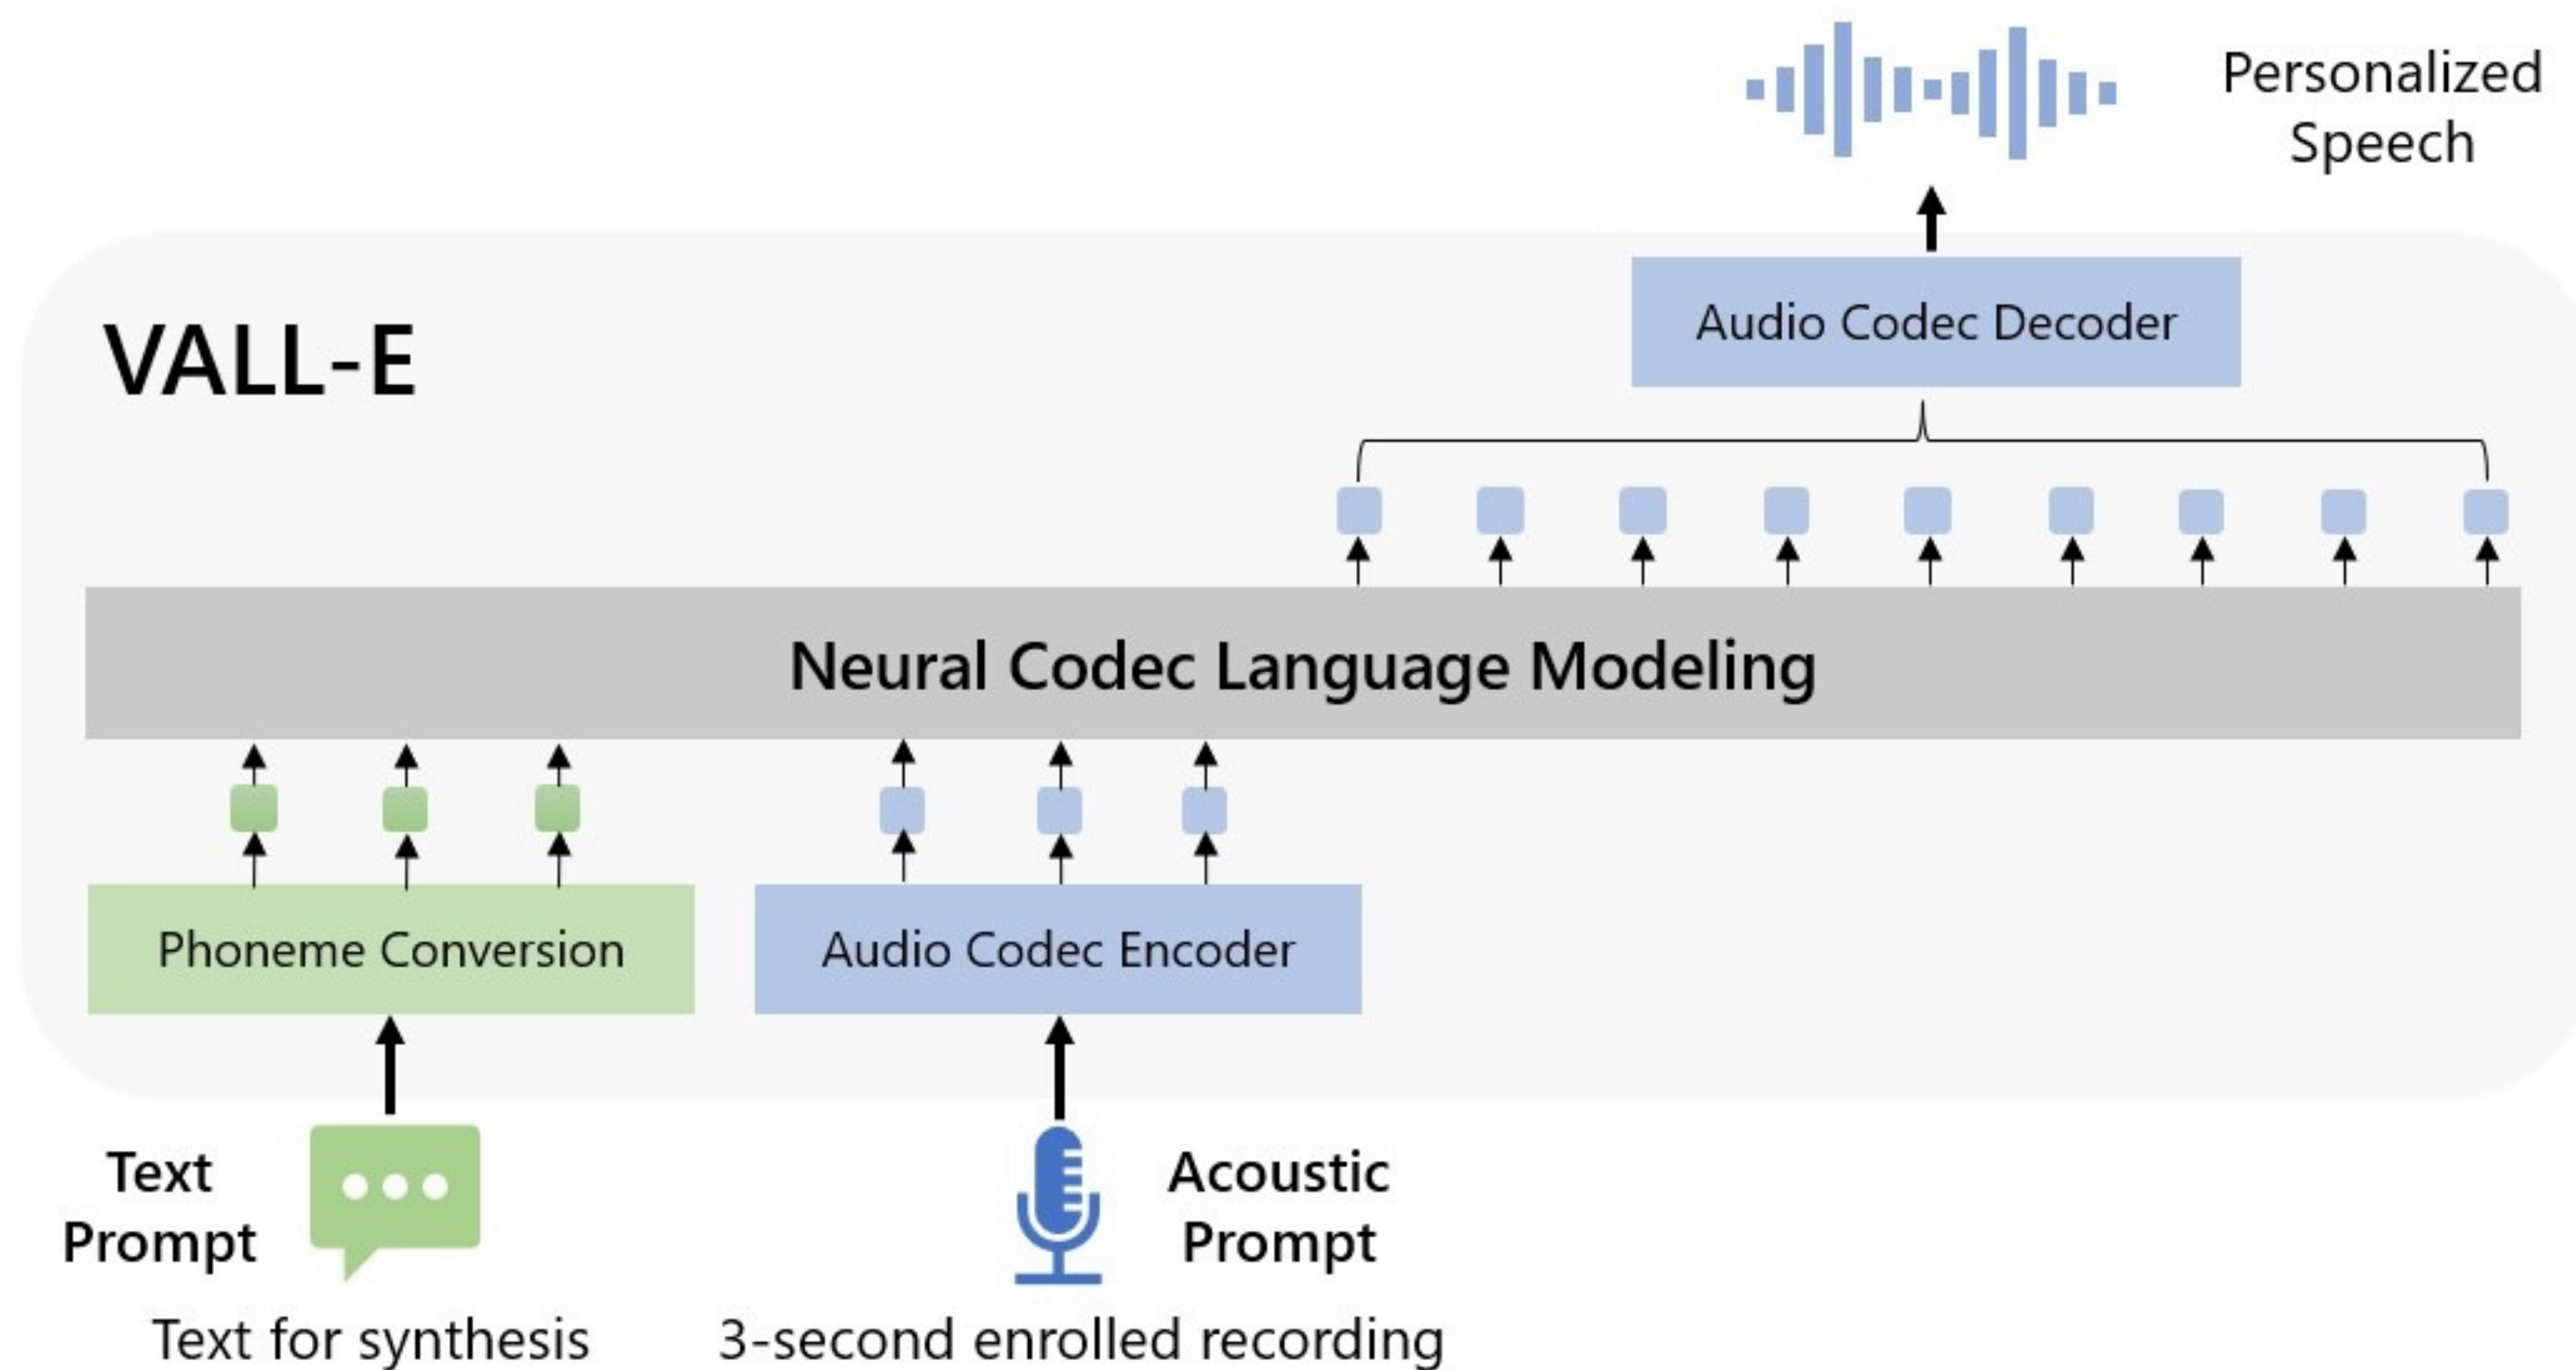 Personalized
Speech
Audio Codec Decoder
VALL-E
Neural Codec Language Modeling
Phoneme Conversion
Audio Codec Encoder
Text
Prompt
Acoustic
Prompt
Text for synthesis
3-second enrolled recording